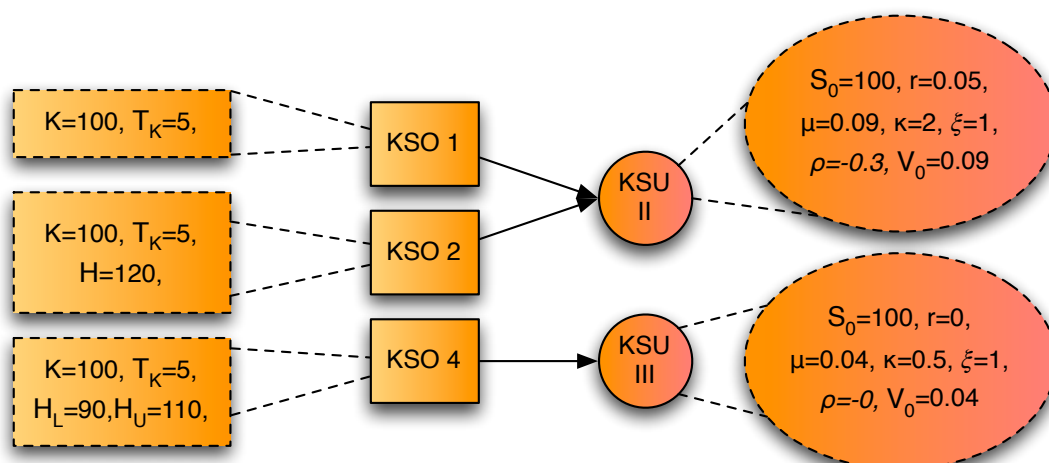 K=100, T_K=5,
KSO 1
KSU
II
S_0=100, r=0.05,
μ=0.09, κ=2, ξ=1,
ρ=-0.3, V_0=0.09
K=100, T_K=5,
H=120,
KSO 2
K=100, T_K=5,
H_L=90,H_U=110,
KSO 4
KSU
III
S_0=100, r=0,
μ=0.04, κ=0.5, ξ=1,
ρ=-0, V_0=0.04